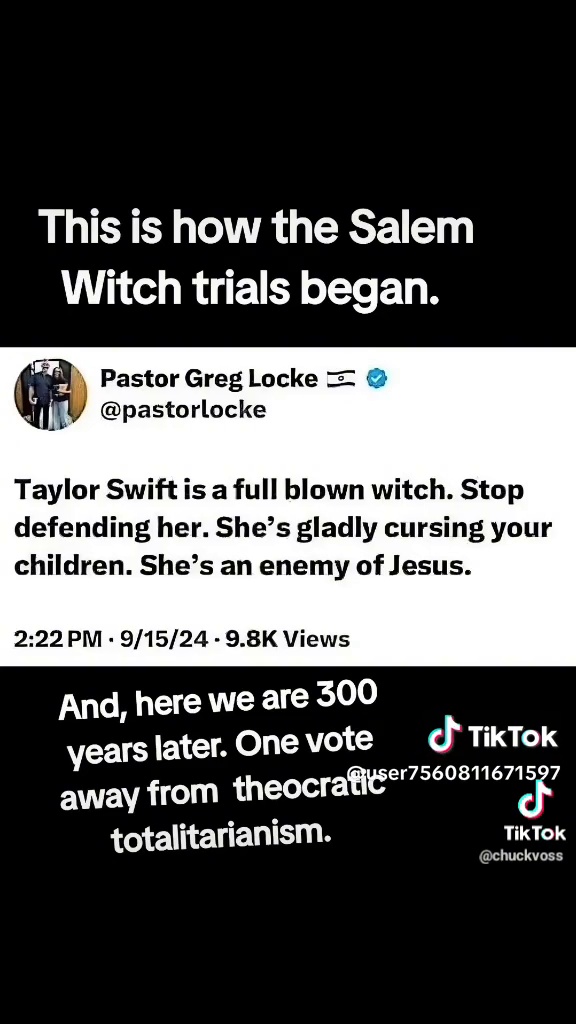 This is how the Salem
Witch trials began.
Pastor Greg Locke
@pastorlocke
Taylor Swift is a full blown witch. Stop
defending her. She's gladly cursing your
children. She's an enemy of Jesus.
2:22 PM · 9/15/24 · 9.8K Views
And, here we are 300
years later. One vote
away from theocratic
totalitarianism.
TikTok
@user7560811671597
TikTok
@chuckvoss